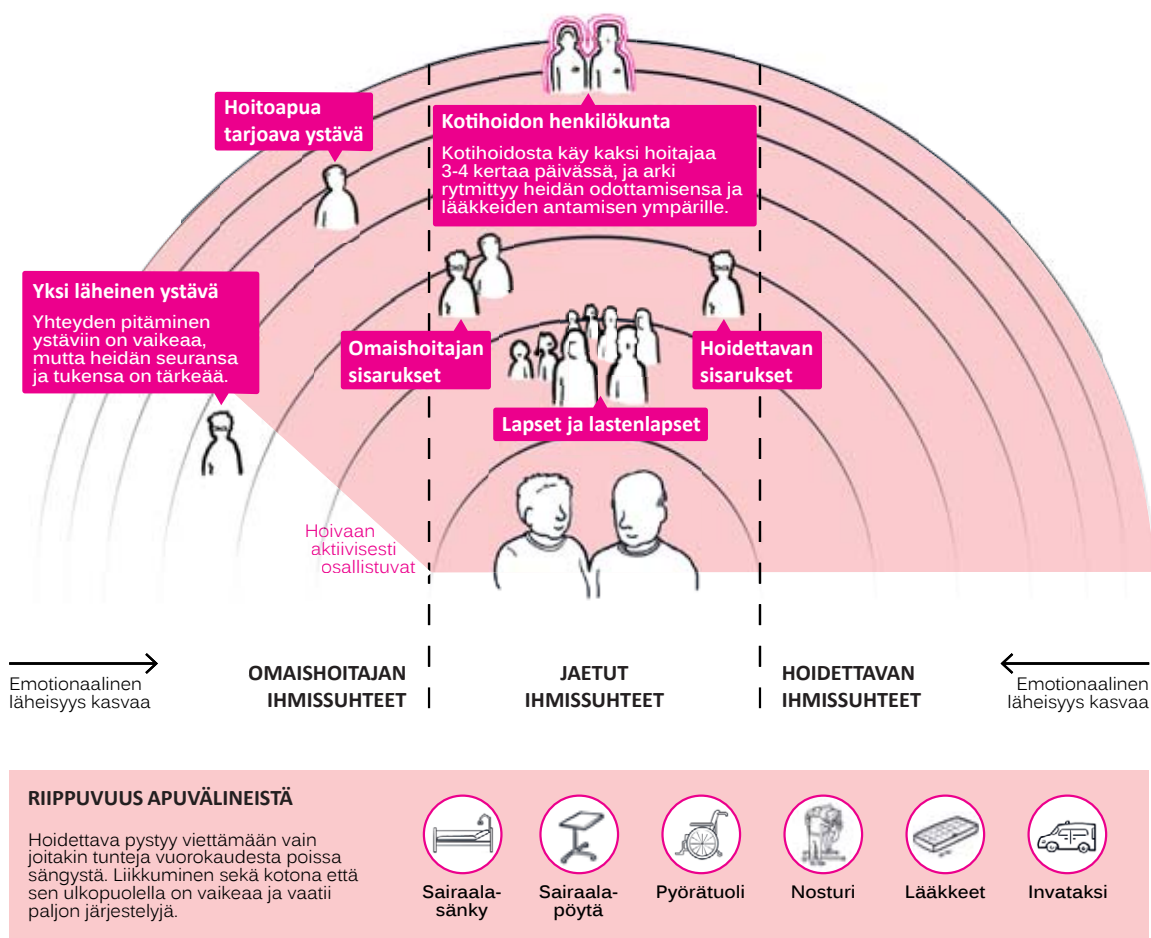 Hoitoapua
tarjoava ystävä
Kotihoidon henkilökunta
Kotihoidosta käy kaksi hoitajaa
3-4 kertaa päivässä, ja arki
rytmittyy heidän odottamisensa ja
lääkkeiden antamisen ympärille.
Yksi läheinen ystävä
Yhteyden pitäminen
ystäviin on vaikeaa,
mutta heidän seuransa
ja tukensa on tärkeää.
Omaishoitajan
sisarukset
Hoidettavan
sisarukset
Lapset ja lastenlapset
Hoivaan
aktiivisesti
osallistuvat
Emotionaalinen
läheisyys kasvaa
OMAISHOITAJAN
IHMISSUHTEET
JAETUT
IHMISSUHTEET
HOIDETTAVAN
IHMISSUHTEET
Emotionaalinen
läheisyys kasvaa
RIIPPUVUUS APUVÄLINEISTÄ
Hoidettava pystyy viettämään vain
joitakin tunteja vuorokaudesta poissa
sängystä. Liikkuminen sekä kotona että
sen ulkopuolella on vaikeaa ja vaatii
paljon järjestelyjä.
Sairaala-
sänky
Sairaala-
pöytä
Pyörätuoli
Nosturi
Lääkkeet
Invataksi